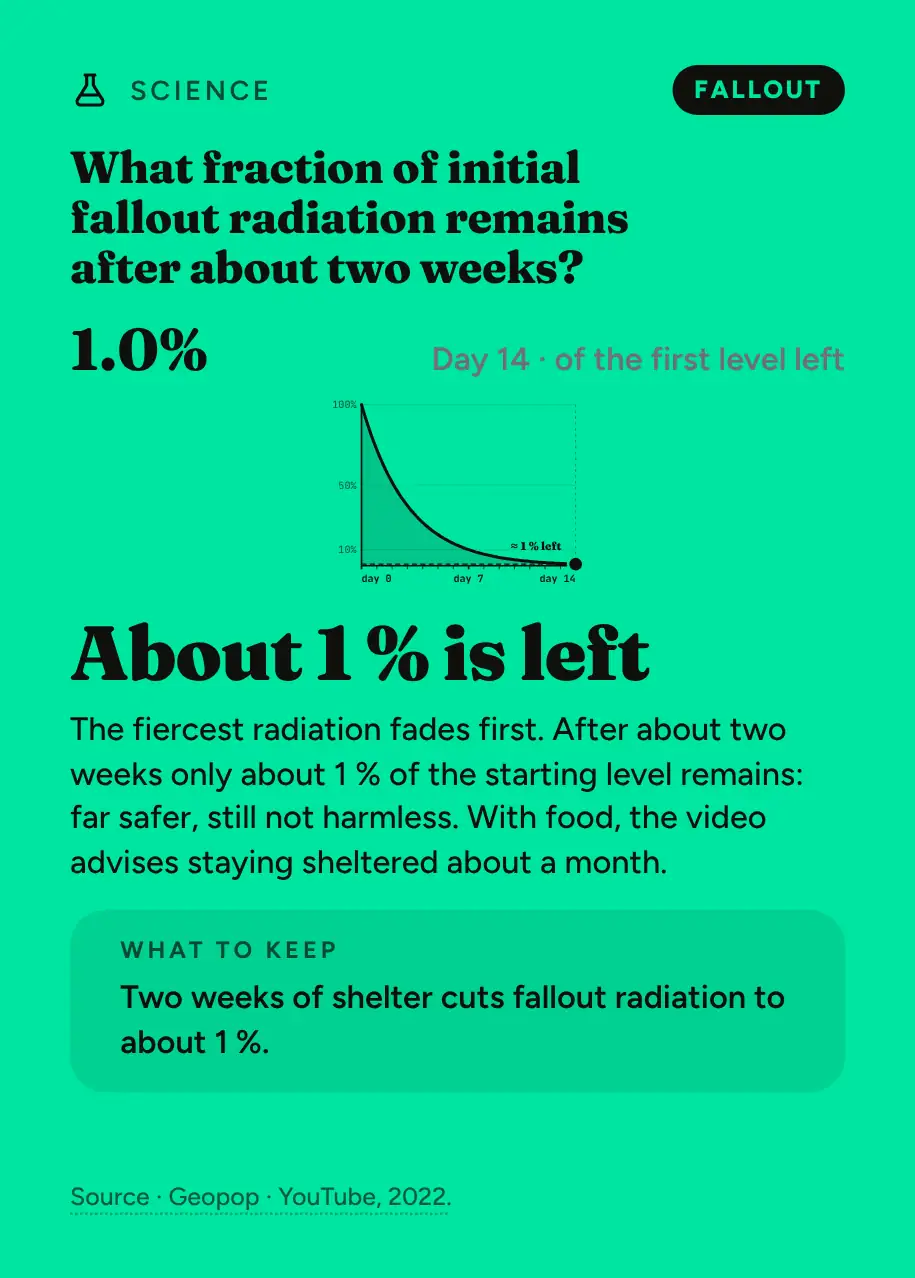 SCIENCE
FALLOUT
What fraction of initial
fallout radiation remains
after about two weeks?
1.0%
Day 14 · of the first level left
100%
50%
10%
≈ 1 % left
day 0
day 7
day 14
About 1 % is left
The fiercest radiation fades first. After about two
weeks only about 1 % of the starting level remains:
far safer, still not harmless. With food, the video
advises staying sheltered about a month.
WHAT TO KEEP
Two weeks of shelter cuts fallout radiation to
about 1 %.
Source · Geopop · YouTube, 2022.